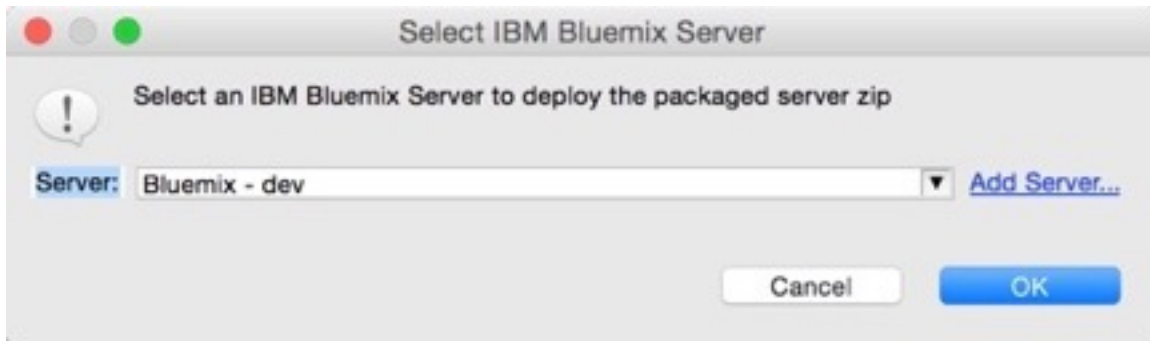 Select IBM Bluemix Server
Select an IBM Bluemix Server to deploy the packaged server zip
Server: Bluemix - dev Add Server...
Cancel OK